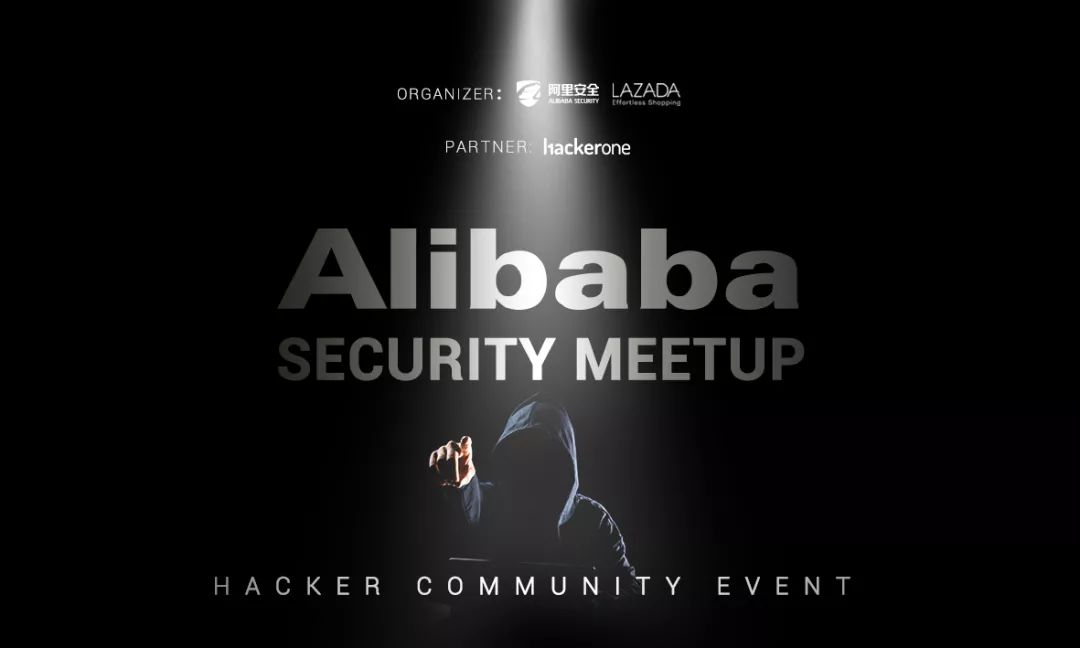 ORGANIZER: 阿里安全 ALIBABA SECURITY LAZADA Effortless Shopping
PARTNER: hackerone
Alibaba
SECURITY MEETUP
HACKER COMMUNITY EVENT